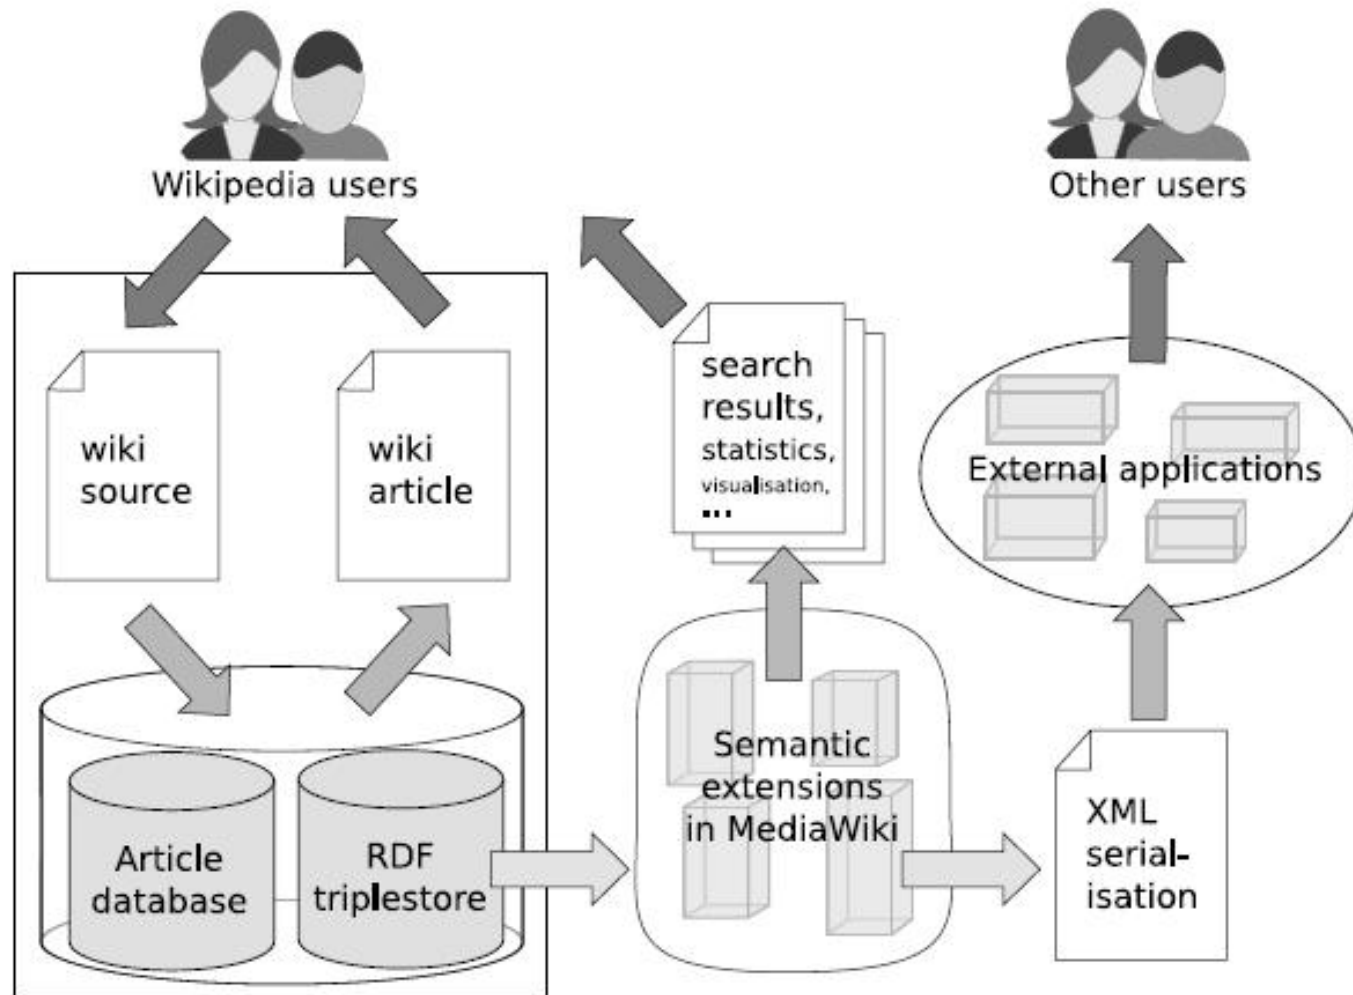 Wikipedia users
Other users
wiki
source
wiki
article
search
results,
statistics,
visualisation,
...
External applications
Semantic
extensions
in MediaWiki
XML
serial-
isation
Article
database
RDF
triplestore